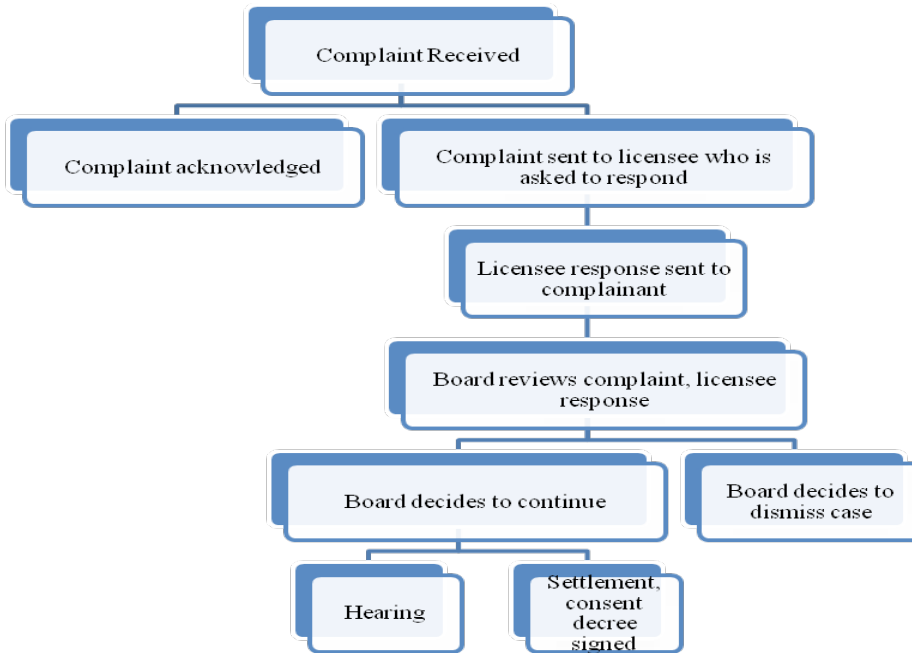 Complaint Received
Complaint acknowledged
Complaint sent to licensee who is
asked to respond
Licensee response sent to
complainant
Board reviews complaint, licensee
response
Board decides to continue
Board decides to
dismiss case
Hearing
Settlement,
consent
decree
signed